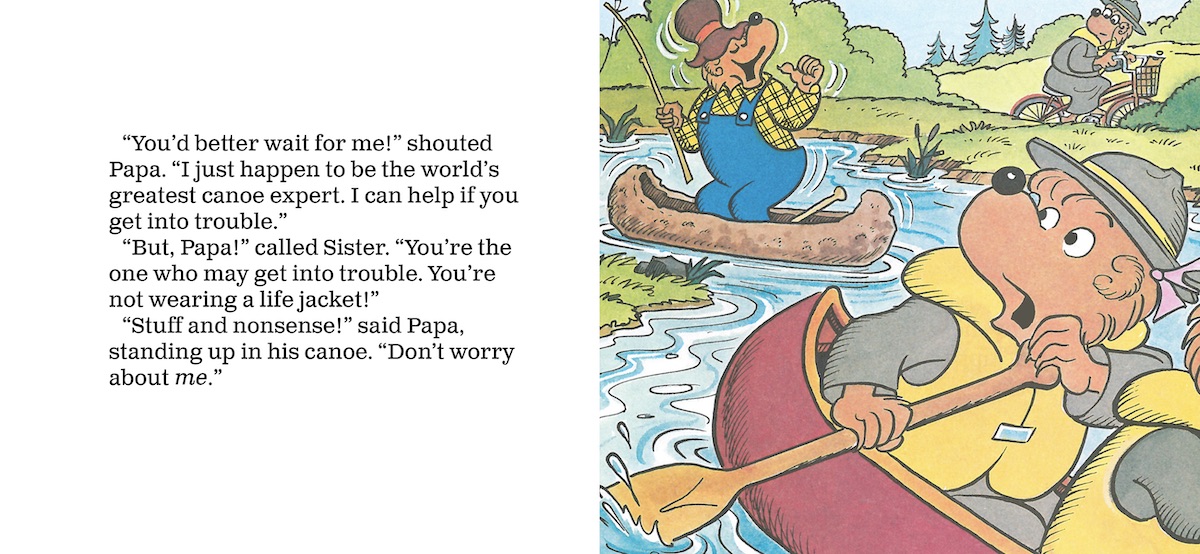 “You’d better wait for me!” shouted
Papa. “I just happen to be the world’s
greatest canoe expert. I can help if you
get into trouble.”
“But, Papa!” called Sister. “You’re the
one who may get into trouble. You’re
not wearing a life jacket!”
“Stuff and nonsense!” said Papa,
standing up in his canoe. “Don’t worry
about me.”